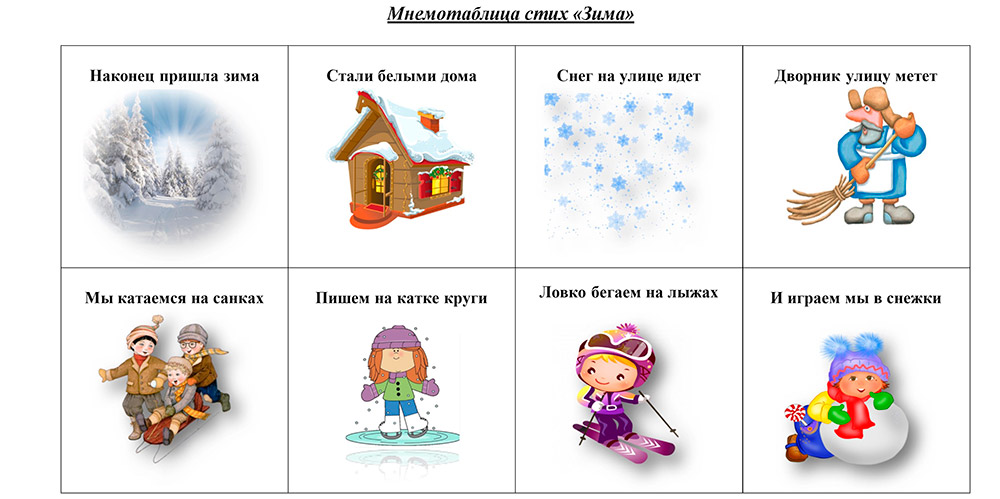 Мнемотаблица стих «Зима»
Наконец пришла зима
Стали белыми дома
Снег на улице идет
Дворник улицу метет
Мы катаемся на санках
Пишем на катке круги
Ловко бегаем на лыжах
И играем мы в снежки